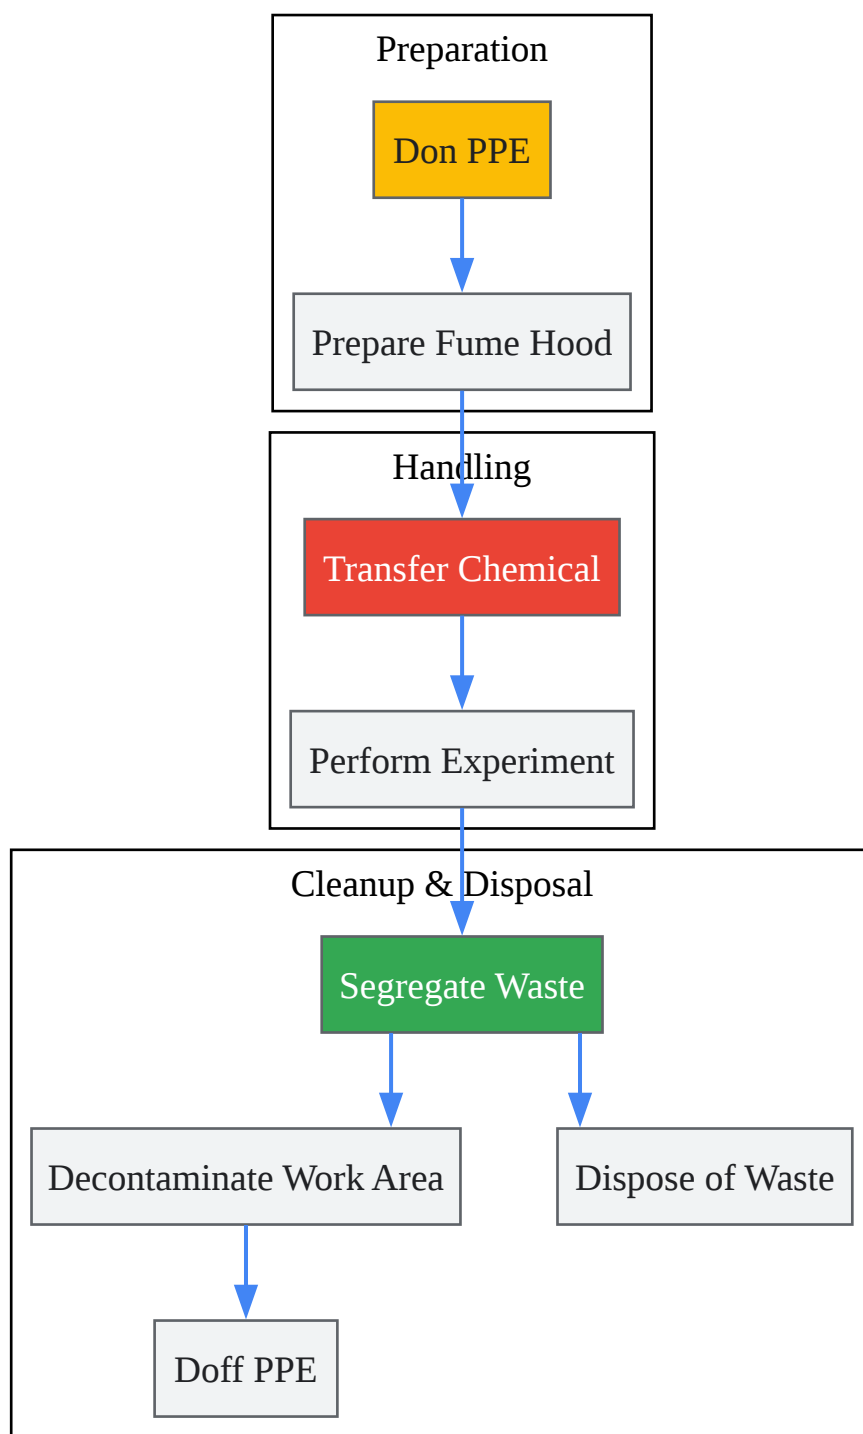 Preparation
Don PPE
Prepare Fume Hood
Handling
Transfer Chemical
Perform Experiment
Cleanup & Disposal
Segregate Waste
Decontaminate Work Area
Dispose of Waste
Doff PPE